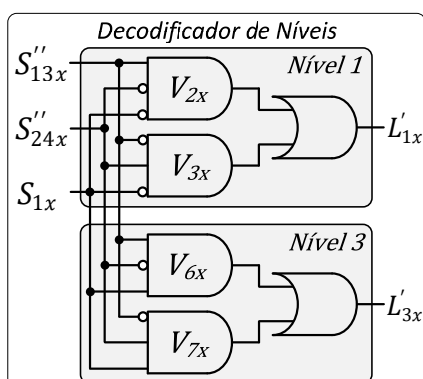 Decodificador de Níveis
S''13x
Nível 1
V2x
S''24x
L'1x
V3x
S1x
Nível 3
V6x
L'3x
V7x